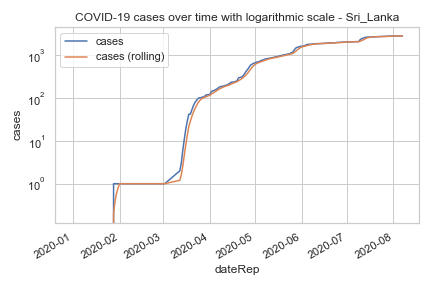 COVID-19 cases over time with logarithmic scale - Sri_Lanka
cases
cases (rolling)
10³
10²
10¹
10⁰
cases
2020-01
2020-02
2020-03
2020-04
2020-05
2020-06
2020-07
2020-08
dateRep